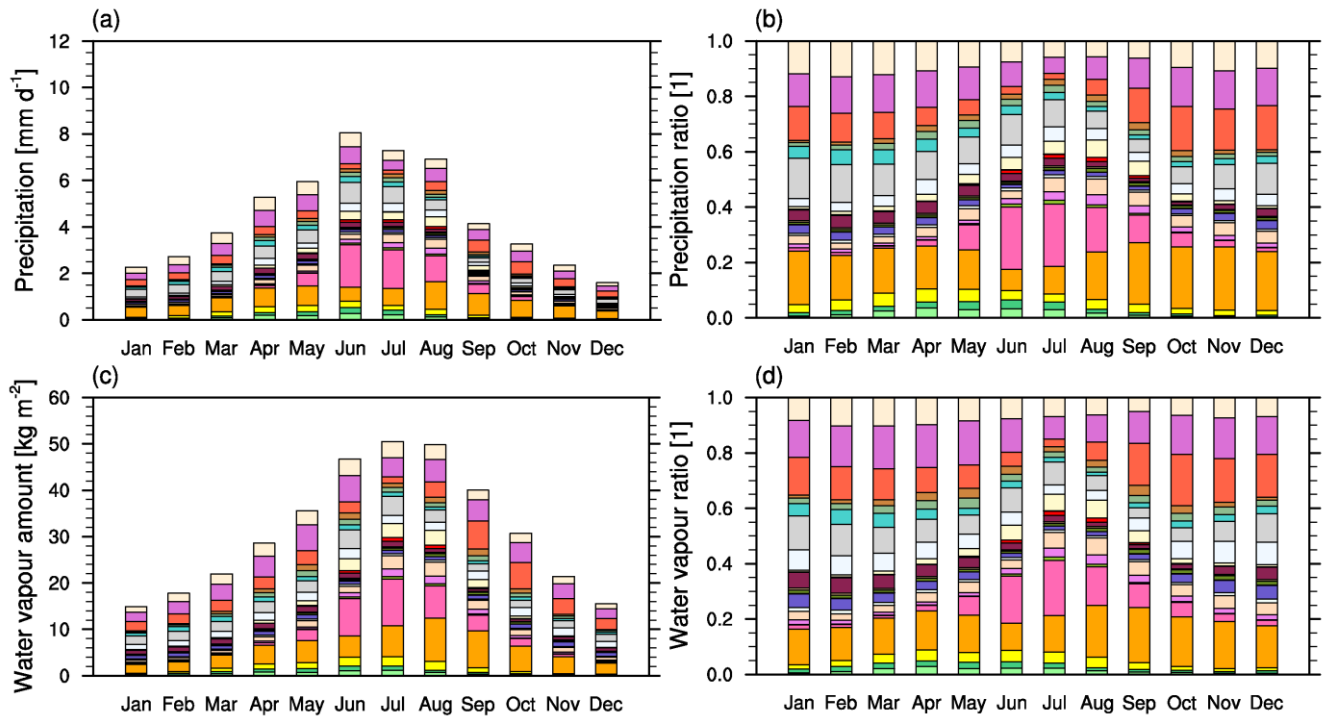 (a)
(b)
Precipitation [mm d⁻¹]
12
10
8
6
4
2
0
Jan Feb Mar Apr May Jun Jul Aug Sep Oct Nov Dec
Precipitation ratio [1]
1.0
0.8
0.6
0.4
0.2
0.0
Jan Feb Mar Apr May Jun Jul Aug Sep Oct Nov Dec
(c)
(d)
Water vapour amount [kg m⁻²]
60
50
40
30
20
10
0
Jan Feb Mar Apr May Jun Jul Aug Sep Oct Nov Dec
Water vapour ratio [1]
1.0
0.8
0.6
0.4
0.2
0.0
Jan Feb Mar Apr May Jun Jul Aug Sep Oct Nov Dec